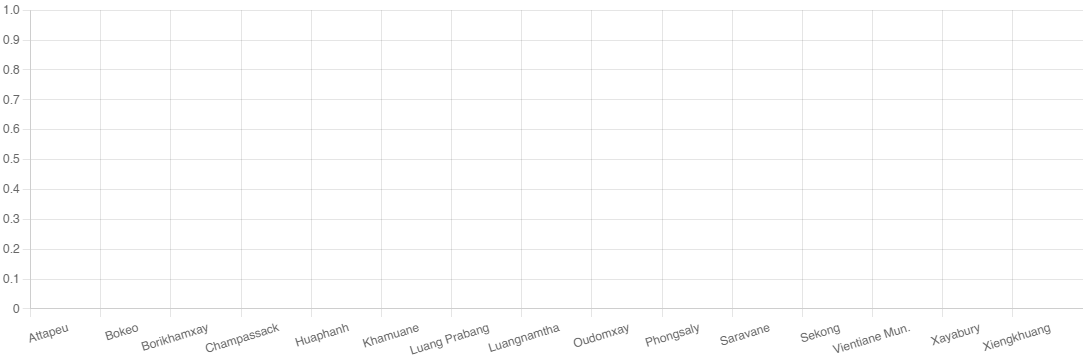 1.0
0.9
0.8
0.7
0.6
0.5
0.4
0.3
0.2
0.1
0
Attapeu
Bokeo
Borikhamxay
Champassack
Huaphanh
Khamuane
Luang Prabang
Luangnamtha
Oudomxay
Phongsaly
Saravane
Sekong
Vientiane Mun.
Xayabury
Xiengkhuang